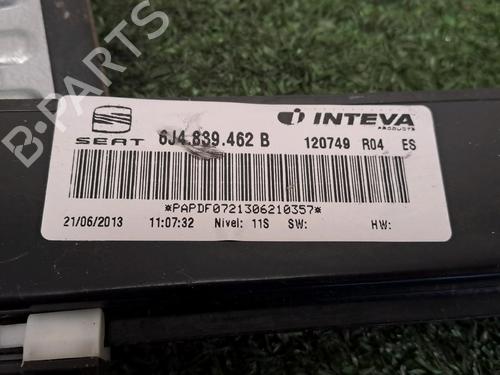 SEAT
6J4.839.462 B
INTEVA
PRODUCTS
120749 R04 ES
*PAPDF0721306210357*
21/06/2013 11:07:32 Nivel: 11S SW: HW:
B-PARTS